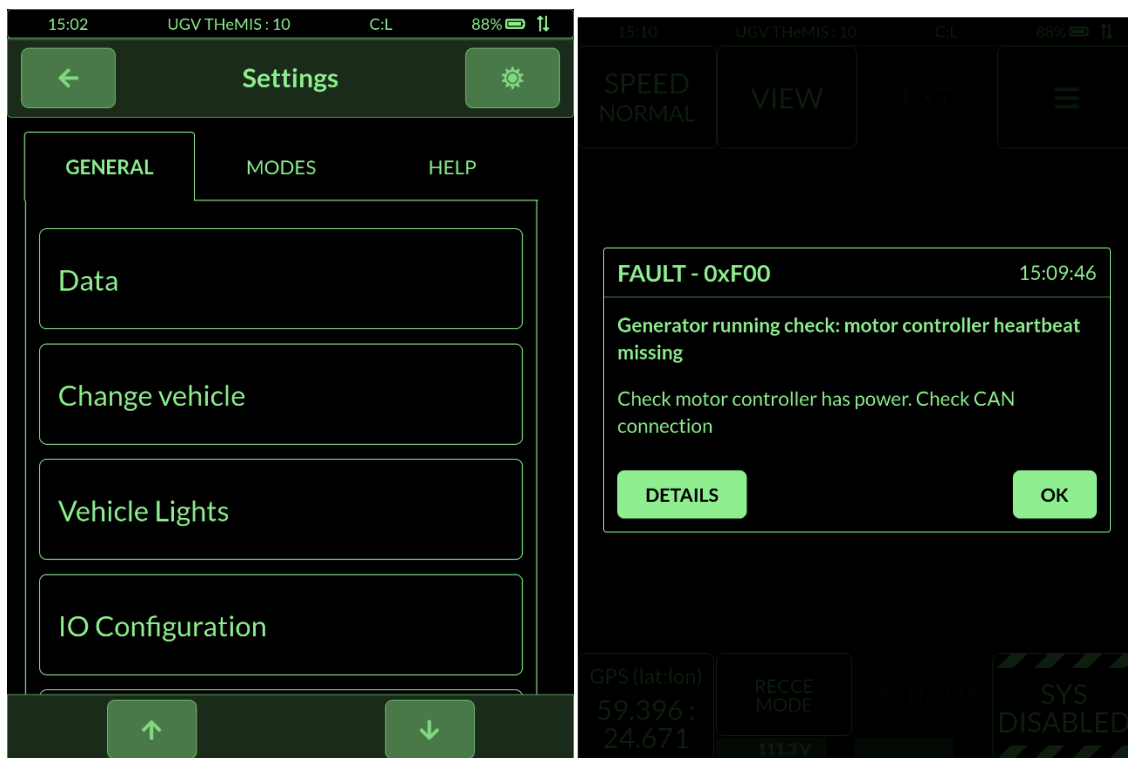 15:02 UGV THeMIS : 10 C:L 88%
Settings
GENERAL MODES HELP
Data
Change vehicle
Vehicle Lights
IO Configuration
15:10 UGV THeMIS : 10 C:L 88%
SPEED
NORMAL
VIEW
EXT
FAULT - 0xF00 15:09:46
Generator running check: motor controller heartbeat
missing
Check motor controller has power. Check CAN
connection
DETAILS OK
GPS (lat:lon)
59.396 :
24.671
RECCE
MODE
111.3 V
GEN ENABLE
SYS
DISABLED